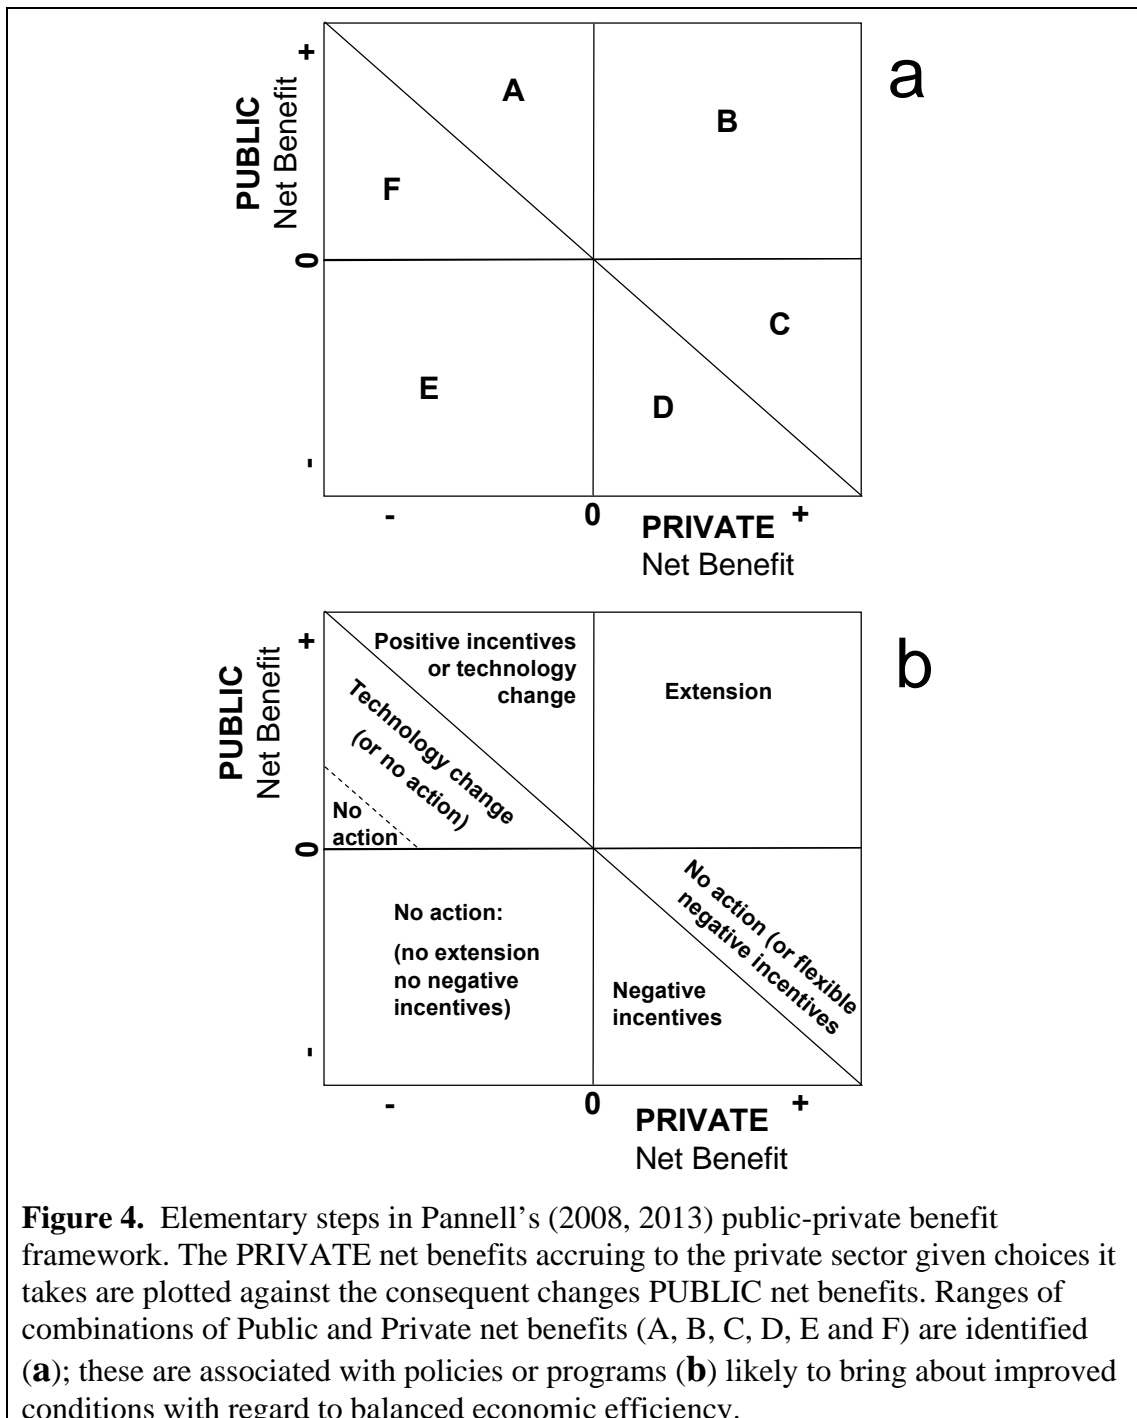 a
+
A
B
PUBLIC
Net Benefit
F
0
C
E
D
-
-
0
+
PRIVATE
Net Benefit
b
+
Positive incentives
or technology
change
Extension
PUBLIC
Net Benefit
Technology change
(or no action)
No
action
0
No action (or flexible
negative incentives
No action:
(no extension
no negative
incentives)
Negative
incentives
-
-
0
+
PRIVATE
Net Benefit
Figure 4.  Elementary steps in Pannell’s (2008, 2013) public-private benefit
framework. The PRIVATE net benefits accruing to the private sector given choices it
takes are plotted against the consequent changes PUBLIC net benefits. Ranges of
combinations of Public and Private net benefits (A, B, C, D, E and F) are identified
(a); these are associated with policies or programs (b) likely to bring about improved
conditions with regard to balanced economic efficiency.